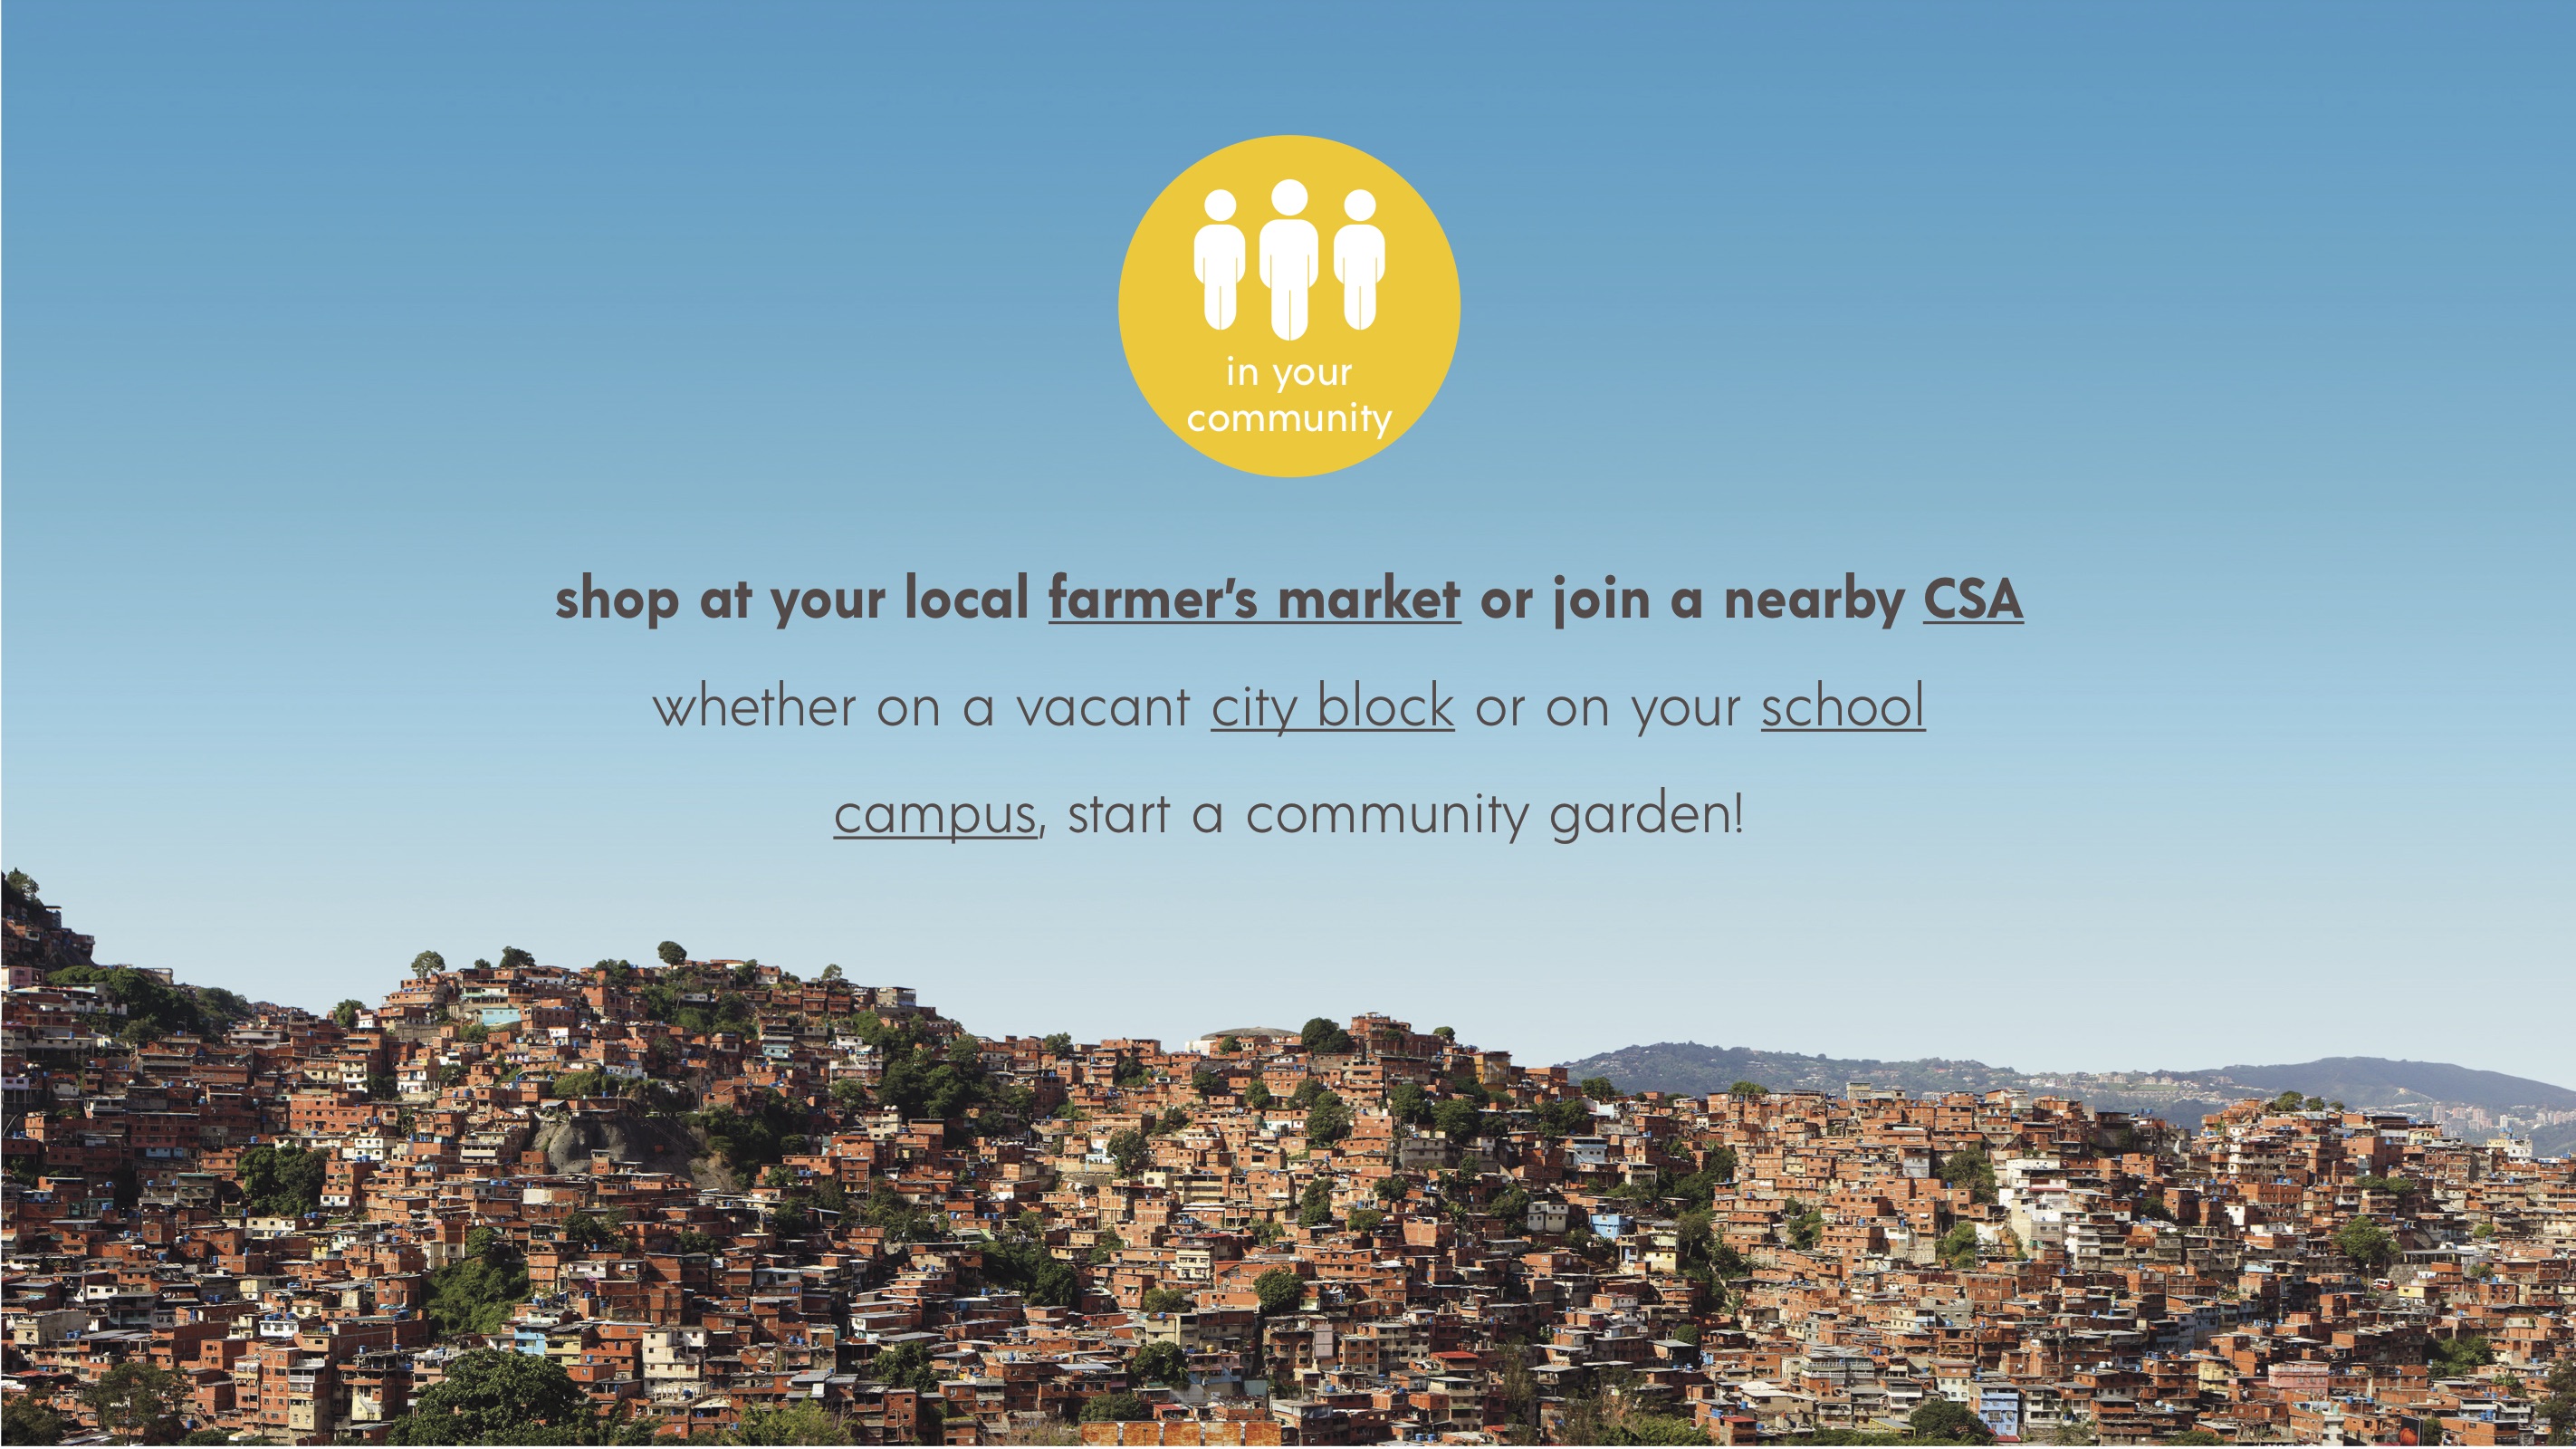 in your
community
shop at your local farmer’s market or join a nearby CSA
whether on a vacant city block or on your school
campus, start a community garden!